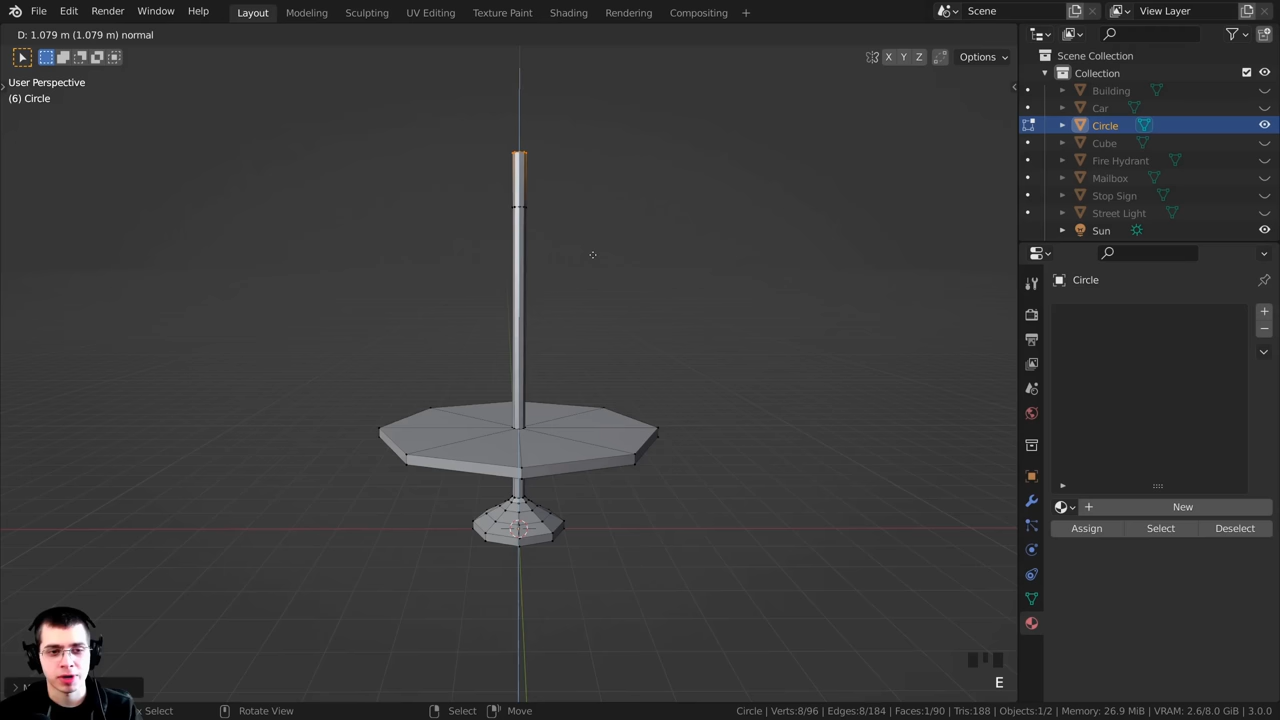 File Edit Render Window Help Layout Modeling Sculpting UV Editing Texture Paint Shading Animation Rendering Compositing + Scene View Layer
D: 1.079 m (1.079 m) normal
X Y Z Options
User Perspective
(6) Circle
Scene Collection
Collection
Building
Car
Circle
Cube
Fire Hydrant
Mailbox
Stop Sign
Street Light
Sun
Circle
+
−
+ New
Assign Select Deselect
E
Select Rotate View Select Move Circle | Verts:8/96 | Edges:8/184 | Faces:1/90 | Tris:188 | Objects:1/2 | Memory: 26.9 MiB | VRAM: 2.6/8.0 GiB | 3.0.0